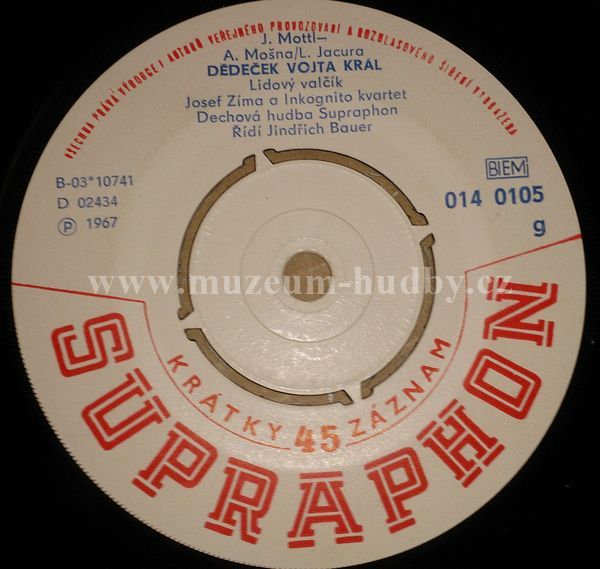 VŠECHNA PRÁVA VÝROBCE I AUTORŮ VEŘEJNÉHO PROVOZOVÁNÍ A ROZHLASOVÉHO ŠÍŘENÍ VYHRAŽENA
J. Mottl–
A. Mošna/L. Jacura
DĚDEČEK VOJTA KRÁL
Lidový valčík
Josef Zíma a Inkognito kvartet
Dechová hudba Supraphon
Řídí Jindřich Bauer
B-03*10741
D 02434
Ⓟ 1967
BIEM
014 0105
g
www.muzeum-hudby.cz
KRÁTKÝ 45 ZÁZNAM
SUPRAPHON